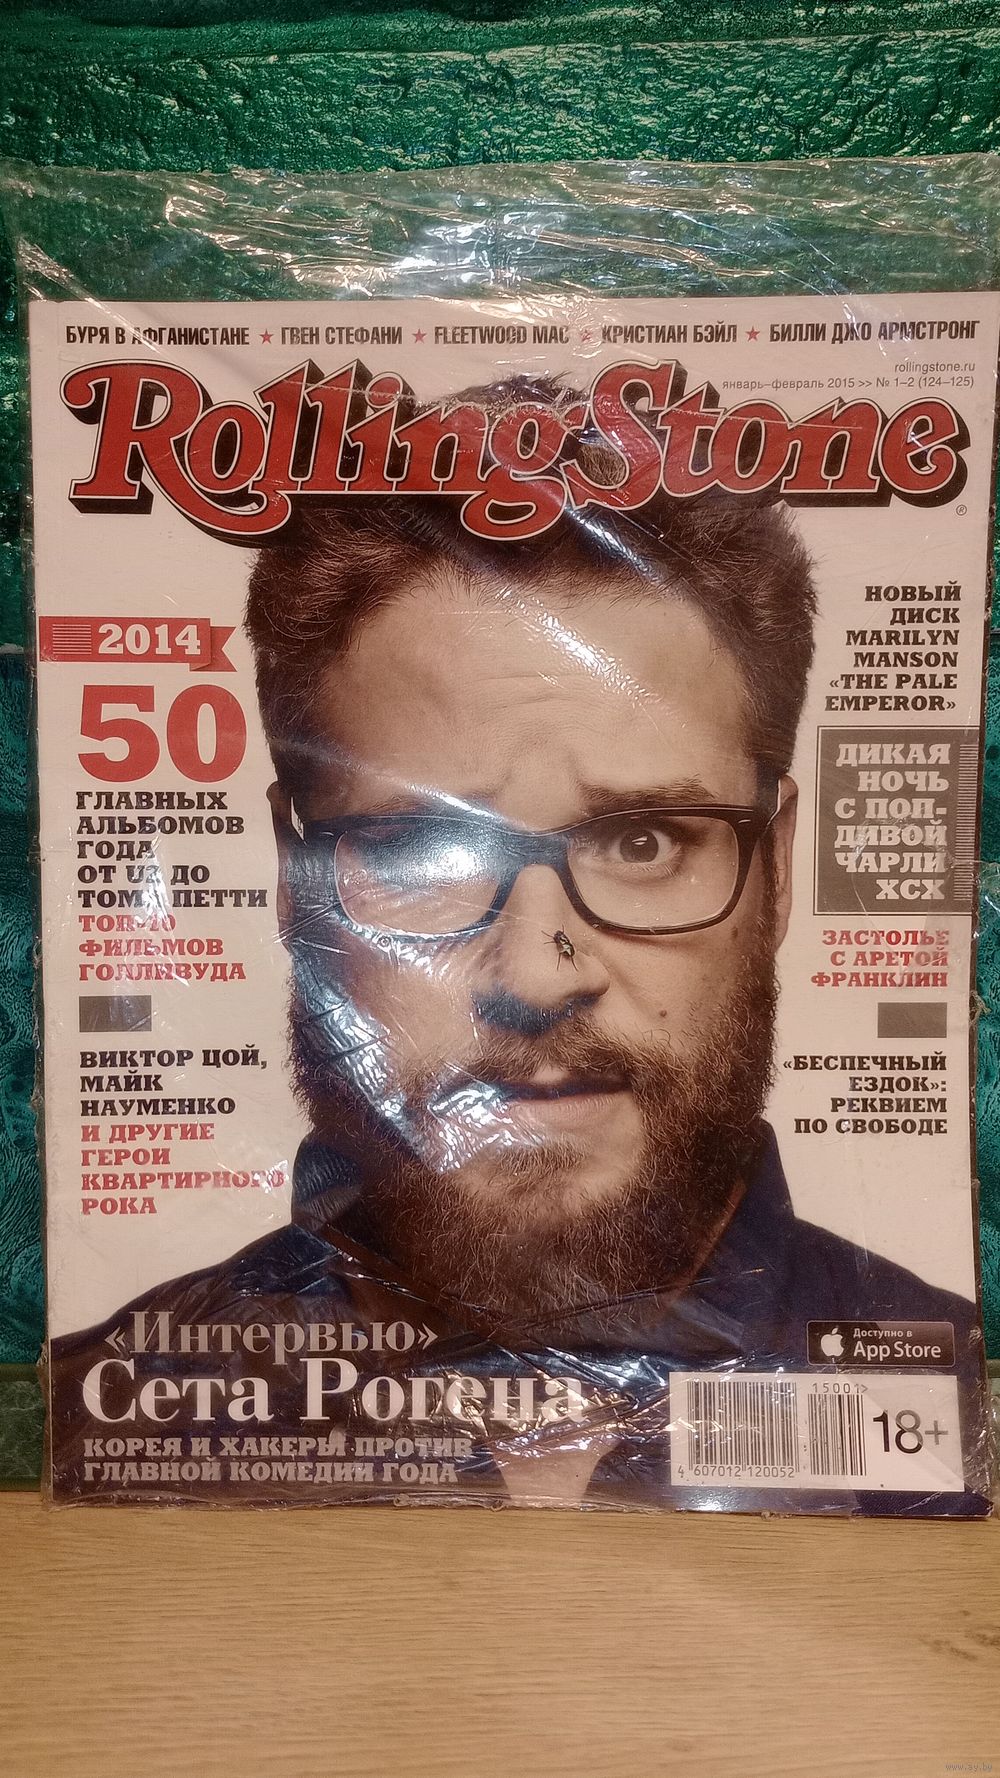 БУРЯ В АФГАНИСТАНЕ ★ ГВЕН СТЕФАНИ ★ FLEETWOOD MAC ★ КРИСТИАН БЭЙЛ ★ БИЛЛИ ДЖО АРМСТРОНГ
rollingstone.ru
январь–февраль 2015 >> № 1–2 (124–125)
RollingStone
®
2014
50
ГЛАВНЫХ
АЛЬБОМОВ
ГОДА
ОТ U2 ДО
ТОМА ПЕТТИ
ТОП-10
ФИЛЬМОВ
ГОЛЛИВУДА
ВИКТОР ЦОЙ,
МАЙК
НАУМЕНКО
И ДРУГИЕ
ГЕРОИ
КВАРТИРНОГО
РОКА
НОВЫЙ
ДИСК
MARILYN
MANSON
«THE PALE
EMPEROR»
ДИКАЯ
НОЧЬ
С ПОП-
ДИВОЙ
ЧАРЛИ
XCX
ЗАСТОЛЬЕ
С АРЕТОЙ
ФРАНКЛИН
«БЕСПЕЧНЫЙ
ЕЗДОК»:
РЕКВИЕМ
ПО СВОБОДЕ
«Интервью»
Сета Рогена
КОРЕЯ И ХАКЕРЫ ПРОТИВ
ГЛАВНОЙ КОМЕДИИ ГОДА
Доступно в
App Store
15001>
4 607012 120052
18+
www.ay.by